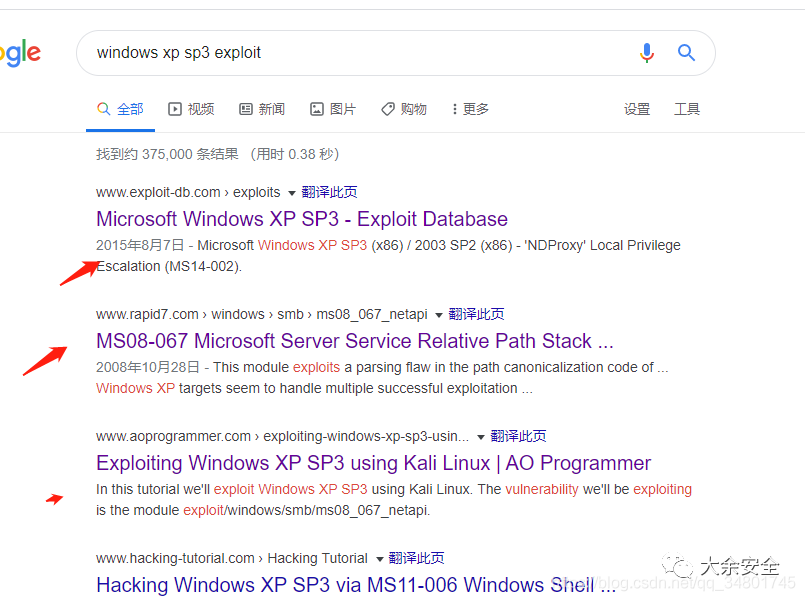 ogle
windows xp sp3 exploit
全部 视频 新闻 图片 购物 更多 设置 工具
找到约 375,000 条结果 （用时 0.38 秒）
www.exploit-db.com › exploits 翻译此页
Microsoft Windows XP SP3 - Exploit Database
2015年8月7日 - Microsoft Windows XP SP3 (x86) / 2003 SP2 (x86) - 'NDProxy' Local Privilege
Escalation (MS14-002).
www.rapid7.com › windows › smb › ms08_067_netapi 翻译此页
MS08-067 Microsoft Server Service Relative Path Stack ...
2008年10月28日 - This module exploits a parsing flaw in the path canonicalization code of ...
Windows XP targets seem to handle multiple successful exploitation ...
www.aoprogrammer.com › exploiting-windows-xp-sp3-usin... 翻译此页
Exploiting Windows XP SP3 using Kali Linux | AO Programmer
In this tutorial we'll exploit Windows XP SP3 using Kali Linux. The vulnerability we'll be exploiting
is the module exploit/windows/smb/ms08_067_netapi.
www.hacking-tutorial.com › Hacking Tutorial 翻译此页
大余安全
Hacking Windows XP SP3 via MS11-006 Windows Shell ...
blog.csdn.net/qq_34801745